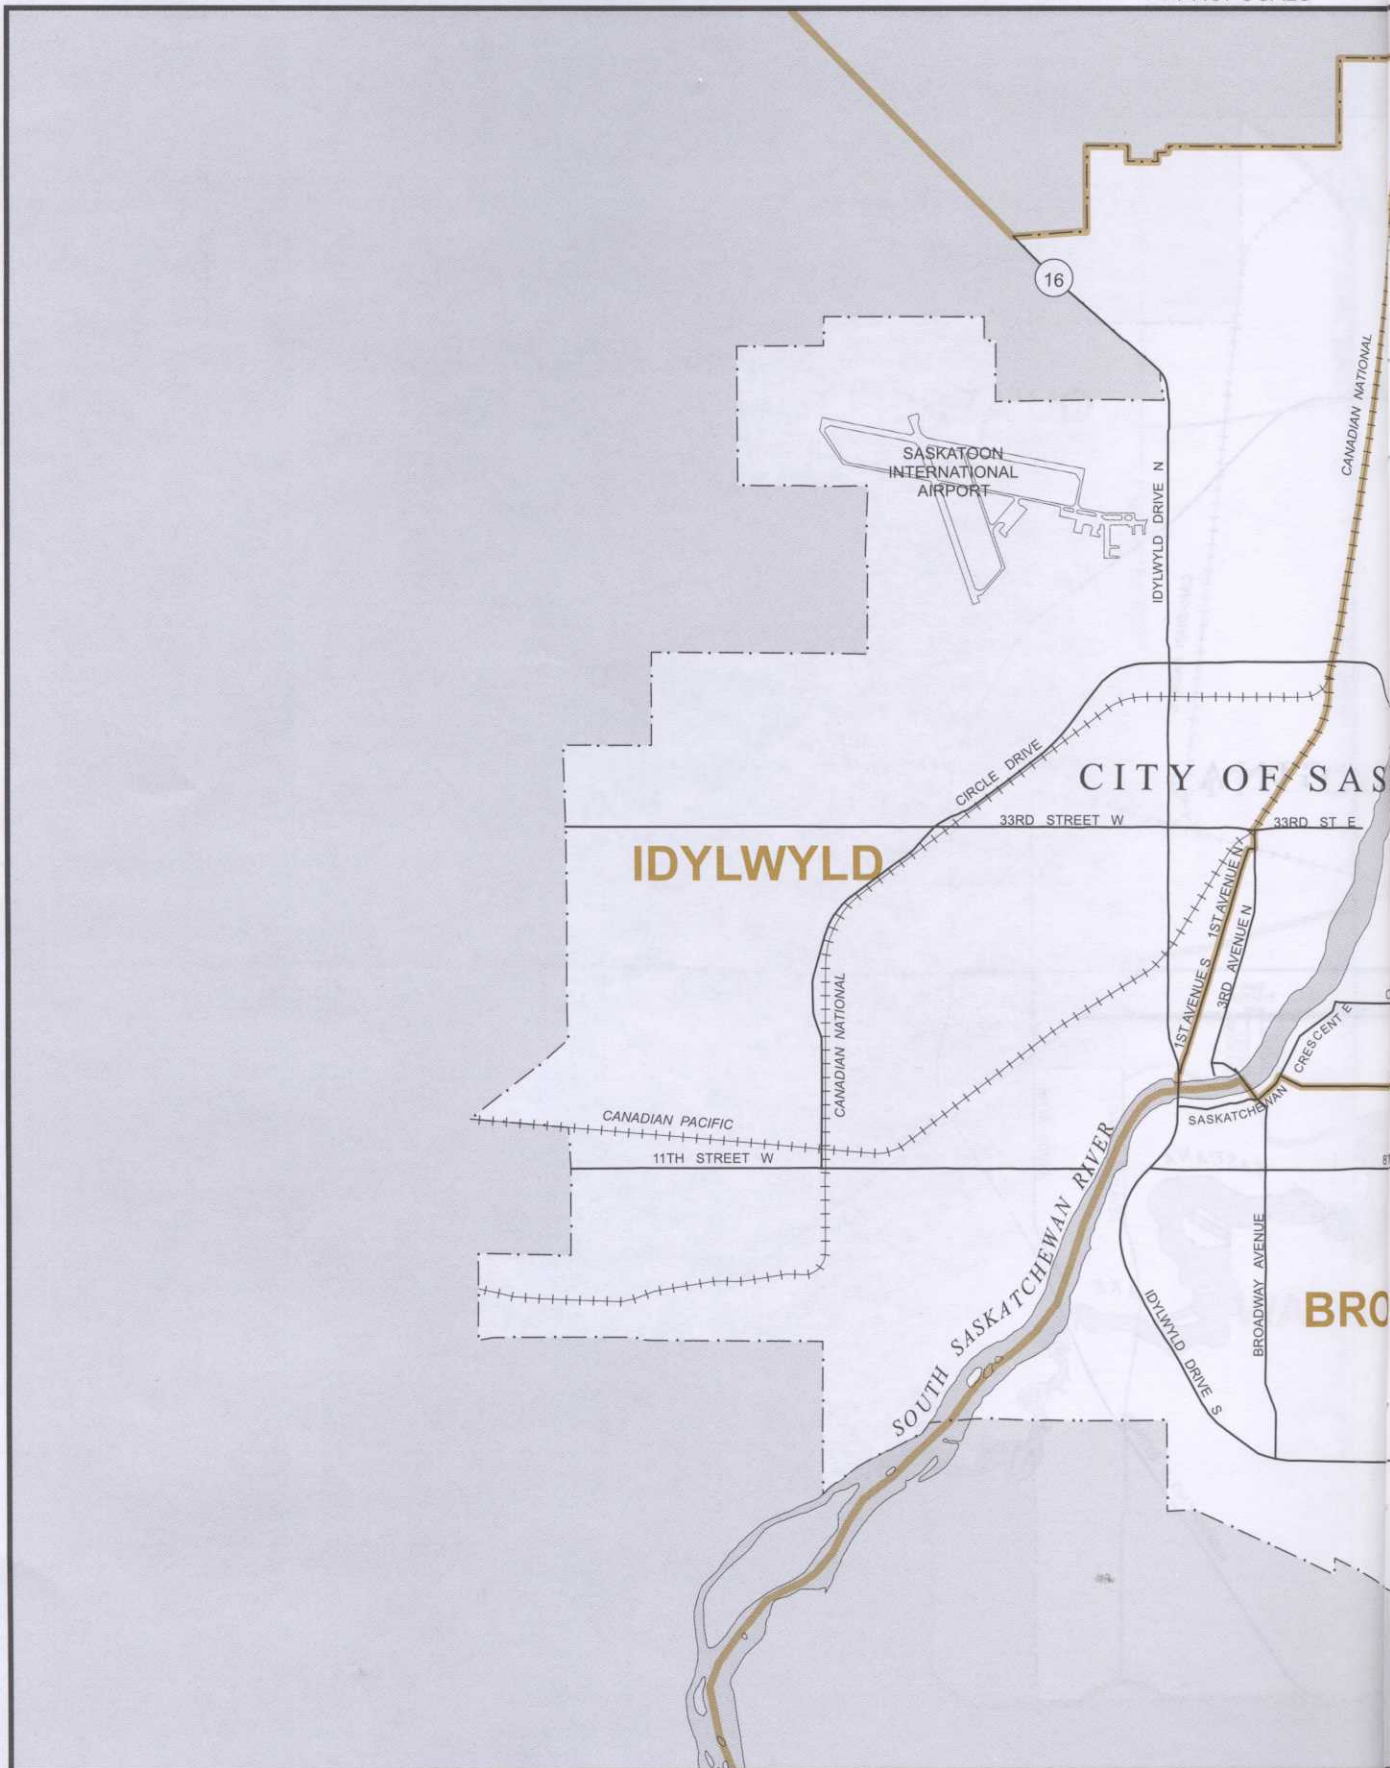 16
CANADIAN NATIONAL
SASKATOON
INTERNATIONAL
AIRPORT
IDYLWYLD DRIVE N
CIRCLE DRIVE
CITY OF SAS
33RD STREET W
33RD ST E
IDYLWYLD
1ST AVENUE N
3RD AVENUE N
1ST AVENUE S
CANADIAN NATIONAL
CRESCENT E
CANADIAN PACIFIC
SASKATCHEWAN
11TH STREET W
SOUTH SASKATCHEWAN RIVER
BROADWAY AVENUE
IDYLWYLD DRIVE S
BRO